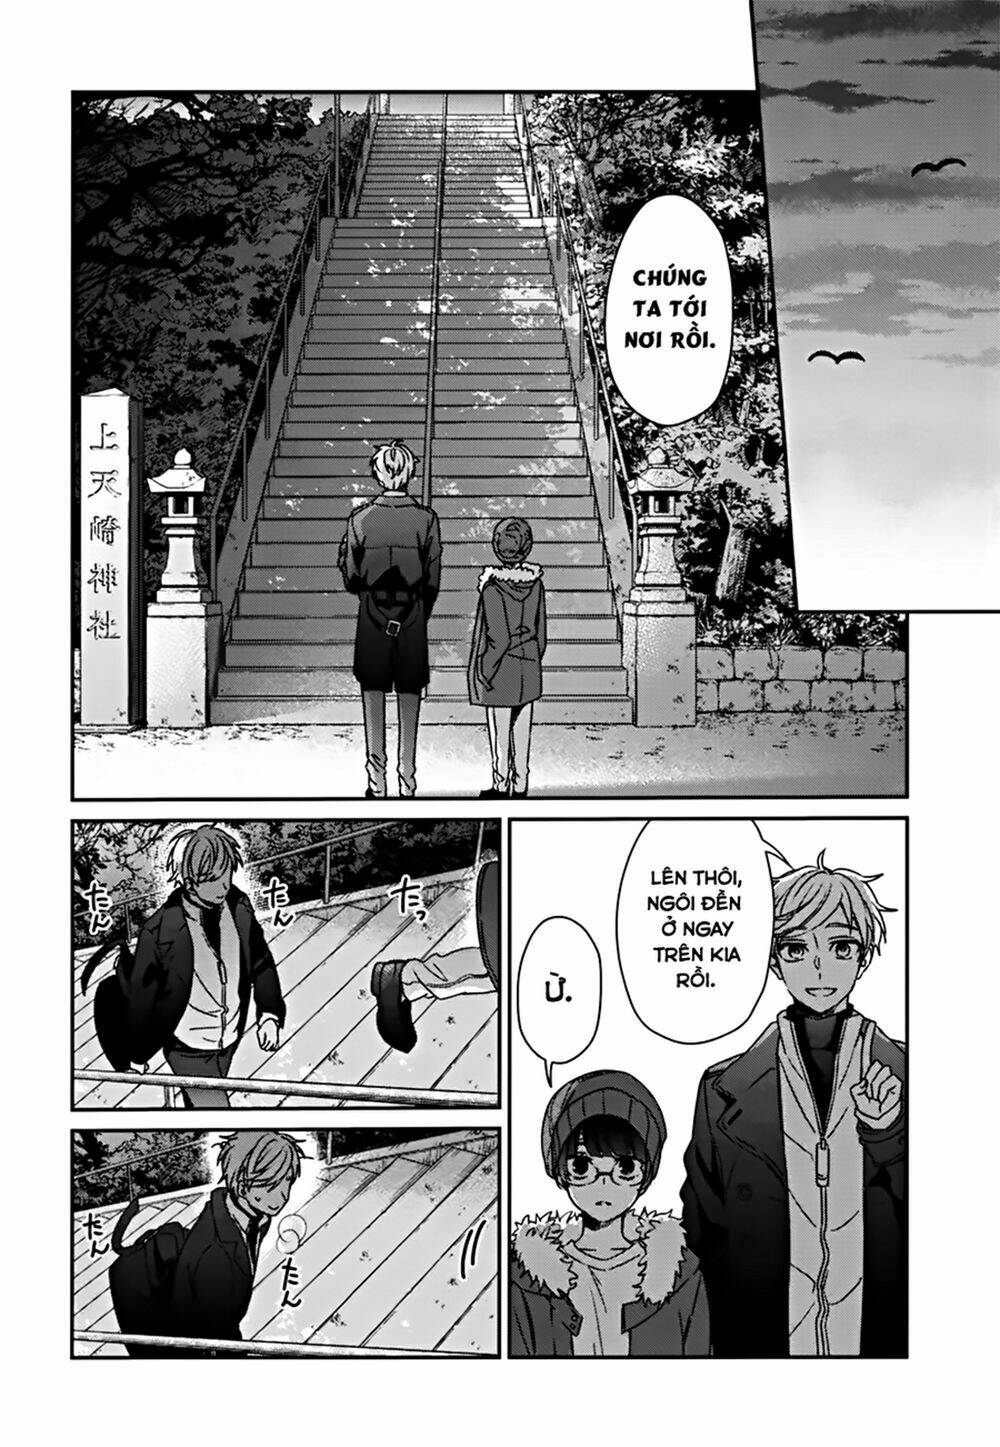 CHÚNG
TA TỚI
NƠI RỒI.
上天崎神社
LÊN THÔI,
NGÔI ĐỀN
Ở NGAY
TRÊN KIA
RỒI.
Ừ.
たっ
たん
たん
たん
たん